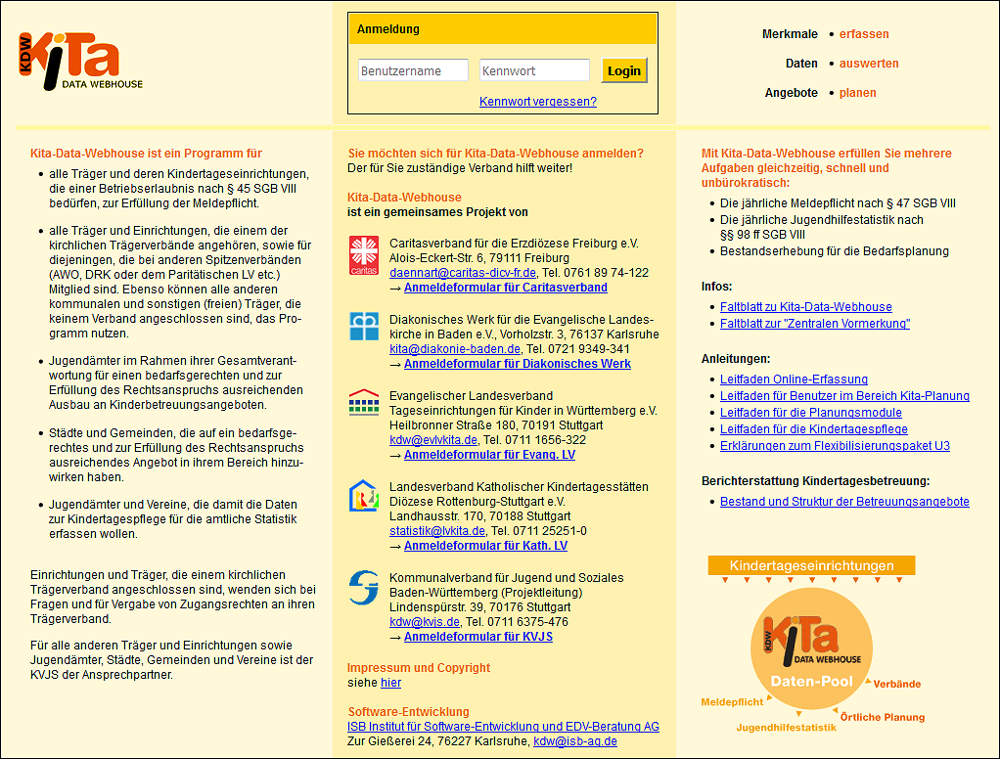 KDW KiTa
DATA WEBHOUSE
Anmeldung
Benutzername
Kennwort
Login
Kennwort vergessen?
Merkmale • erfassen
Daten • auswerten
Angebote • planen
Kita-Data-Webhouse ist ein Programm für
• alle Träger und deren Kindertageseinrichtungen,
die einer Betriebserlaubnis nach § 45 SGB VIII
bedürfen, zur Erfüllung der Meldepflicht.
• alle Träger und Einrichtungen, die einem der
kirchlichen Trägerverbände angehören, sowie für
diejeningen, die bei anderen Spitzenverbänden
(AWO, DRK oder dem Paritätischen LV etc.)
Mitglied sind. Ebenso können alle anderen
kommunalen und sonstigen (freien) Träger, die
keinem Verband angeschlossen sind, das Pro-
gramm nutzen.
• Jugendämter im Rahmen ihrer Gesamtverant-
wortung für einen bedarfsgerechten und zur
Erfüllung des Rechtsanspruchs ausreichenden
Ausbau an Kinderbetreuungsangeboten.
• Städte und Gemeinden, die auf ein bedarfsge-
rechtes und zur Erfüllung des Rechtsanspruchs
ausreichendes Angebot in ihrem Bereich hinzu-
wirken haben.
• Jugendämter und Vereine, die damit die Daten
zur Kindertagespflege für die amtliche Statistik
erfassen wollen.
Einrichtungen und Träger, die einem kirchlichen
Trägerverband angeschlossen sind, wenden sich bei
Fragen und für Vergabe von Zugangsrechten an ihren
Trägerverband.
Für alle anderen Träger und Einrichtungen sowie
Jugendämter, Städte, Gemeinden und Vereine ist der
KVJS der Ansprechpartner.
Sie möchten sich für Kita-Data-Webhouse anmelden?
Der für Sie zuständige Verband hilft weiter!
Kita-Data-Webhouse
ist ein gemeinsames Projekt von
caritas
Caritasverband für die Erzdiözese Freiburg e.V.
Alois-Eckert-Str. 6, 79111 Freiburg
daennart@caritas-dicv-fr.de, Tel. 0761 89 74-122
→ Anmeldeformular für Caritasverband
Diakonisches Werk für die Evangelische Landes-
kirche in Baden e.V., Vorholzstr. 3, 76137 Karlsruhe
kita@diakonie-baden.de, Tel. 0721 9349-341
→ Anmeldeformular für Diakonisches Werk
Evangelischer Landesverband
Tageseinrichtungen für Kinder in Württemberg e.V.
Heilbronner Straße 180, 70191 Stuttgart
kdw@evlvkita.de, Tel. 0711 1656-322
→ Anmeldeformular für Evang. LV
Landesverband Katholischer Kindertagesstätten
Diözese Rottenburg-Stuttgart e.V.
Landhausstr. 170, 70188 Stuttgart
statistik@lvkita.de, Tel. 0711 25251-0
→ Anmeldeformular für Kath. LV
Kommunalverband für Jugend und Soziales
Baden-Württemberg (Projektleitung)
Lindenspürstr. 39, 70176 Stuttgart
kdw@kvjs.de, Tel. 0711 6375-476
→ Anmeldeformular für KVJS
Impressum und Copyright
siehe hier
Software-Entwicklung
ISB Institut für Software-Entwicklung und EDV-Beratung AG
Zur Gießerei 24, 76227 Karlsruhe, kdw@isb-ag.de
Mit Kita-Data-Webhouse erfüllen Sie mehrere
Aufgaben gleichzeitig, schnell und
unbürokratisch:
• Die jährliche Meldepflicht nach § 47 SGB VIII
• Die jährliche Jugendhilfestatistik nach
§§ 98 ff SGB VIII
• Bestandserhebung für die Bedarfsplanung
Infos:
• Faltblatt zu Kita-Data-Webhouse
• Faltblatt zur "Zentralen Vormerkung"
Anleitungen:
• Leitfaden Online-Erfassung
• Leitfaden für Benutzer im Bereich Kita-Planung
• Leitfaden für die Planungsmodule
• Leitfaden für die Kindertagespflege
• Erklärungen zum Flexibilisierungspaket U3
Berichterstattung Kindertagesbetreuung:
• Bestand und Struktur der Betreuungsangebote
Kindertageseinrichtungen
KDW KiTa
DATA WEBHOUSE
Daten-Pool
Verbände
Meldepflicht
Örtliche Planung
Jugendhilfestatistik